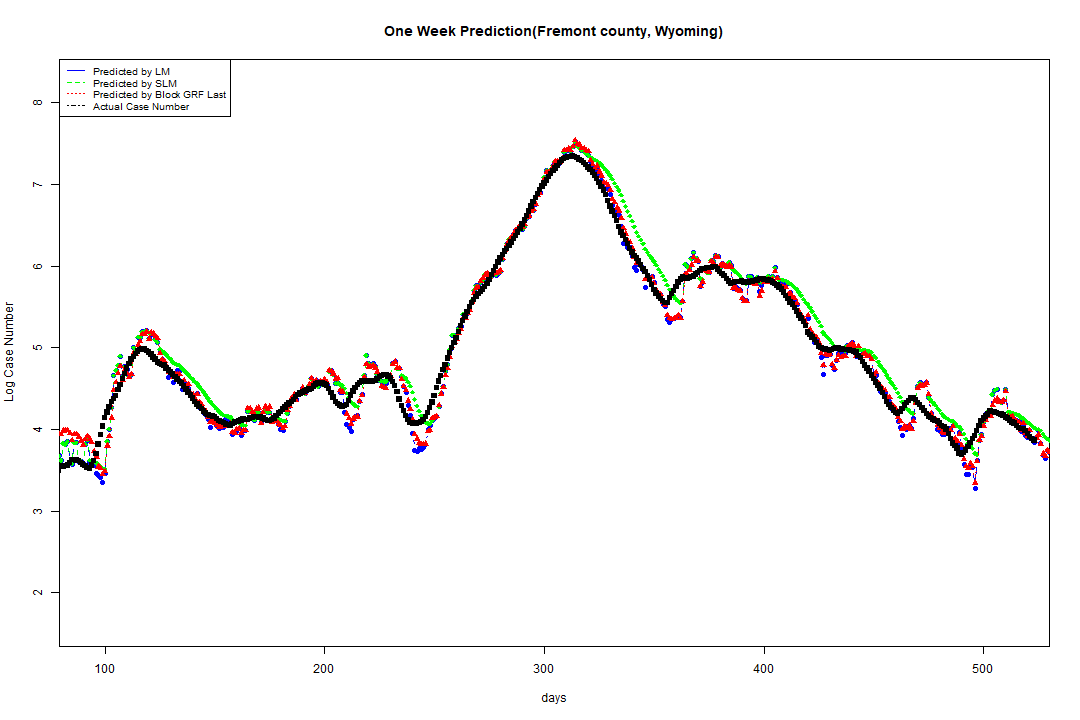 One Week Prediction(Fremont county, Wyoming)
Predicted by LM
Predicted by SLM
Predicted by Block GRF Last
Actual Case Number
8
7
6
5
4
3
2
Log Case Number
100 200 300 400 500
days